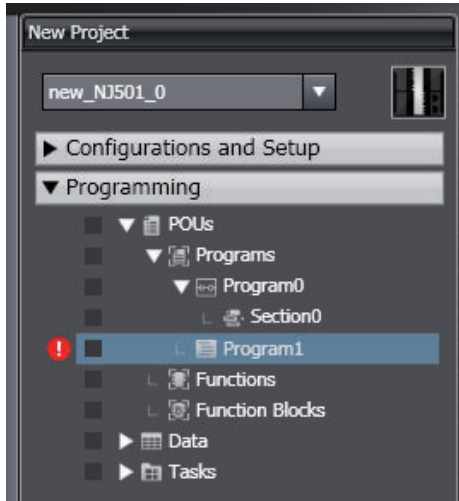 New Project
new_NJ501_0
Configurations and Setup
Programming
POUs
Programs
Program0
Section0
Program1
Functions
Function Blocks
Data
Tasks